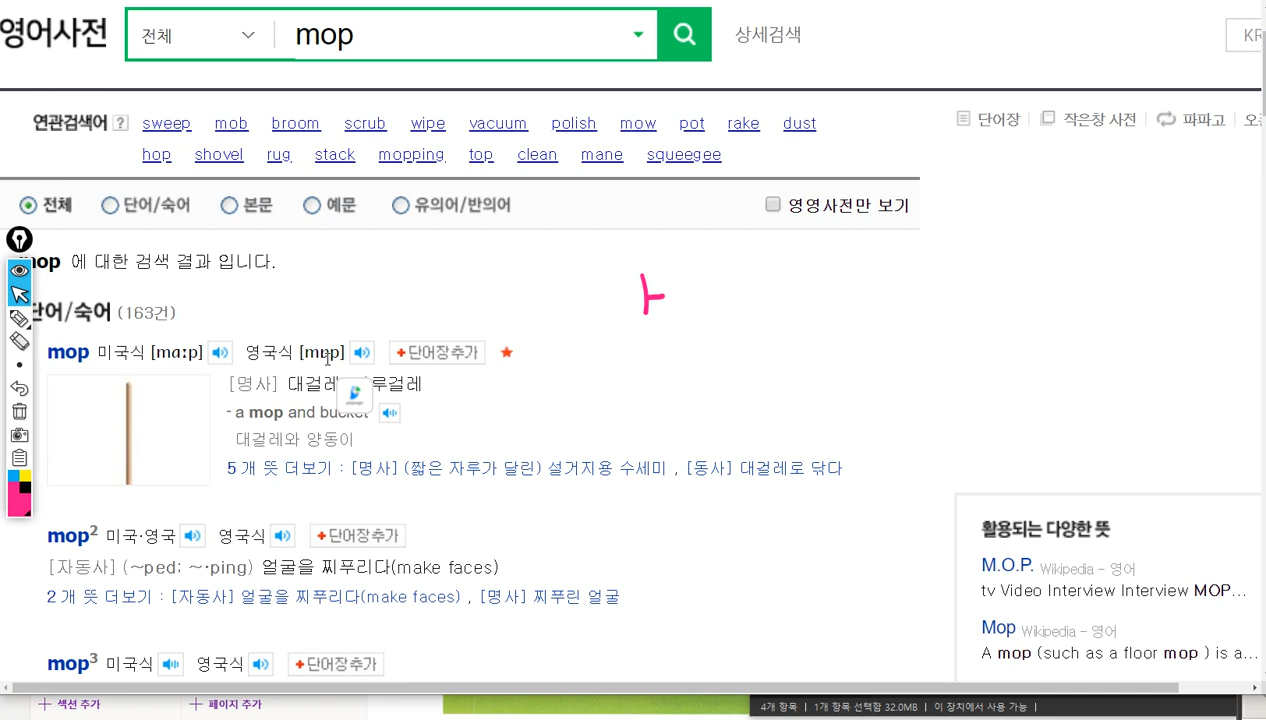 영어사전 전체 mop 상세검색 KR
연관검색어 ? sweep mob broom scrub wipe vacuum polish mow pot rake dust
단어장 작은창 사전 파파고
hop shovel rug stack mopping top clean mane squeegee
전체 단어/숙어 본문 예문 유의어/반의어 영영사전만 보기
mop 에 대한 검색 결과 입니다.
단어/숙어 (163건)
ㅏ
mop 미국식 [mɑːp] 영국식 [mɒp] +단어장추가
[명사] 대걸레 루걸레
- a mop and bucket
대걸레와 양동이
5개 뜻 더보기 : [명사] (짧은 자루가 달린) 설거지용 수세미 , [동사] 대걸레로 닦다
mop2 미국·영국 영국식 +단어장추가
[자동사] (~ped; ~·ping) 얼굴을 찌푸리다(make faces)
2개 뜻 더보기 : [자동사] 얼굴을 찌푸리다(make faces) , [명사] 찌푸린 얼굴
mop3 미국식 영국식 +단어장추가
활용되는 다양한 뜻
M.O.P. Wikipedia - 영어
tv Video Interview Interview MOP...
Mop Wikipedia - 영어
A mop (such as a floor mop ) is a...
+ 섹션 추가 + 페이지 추가 4개 항목 | 1개 항목 선택함 32.0MB | 이 장치에서 사용 가능 |